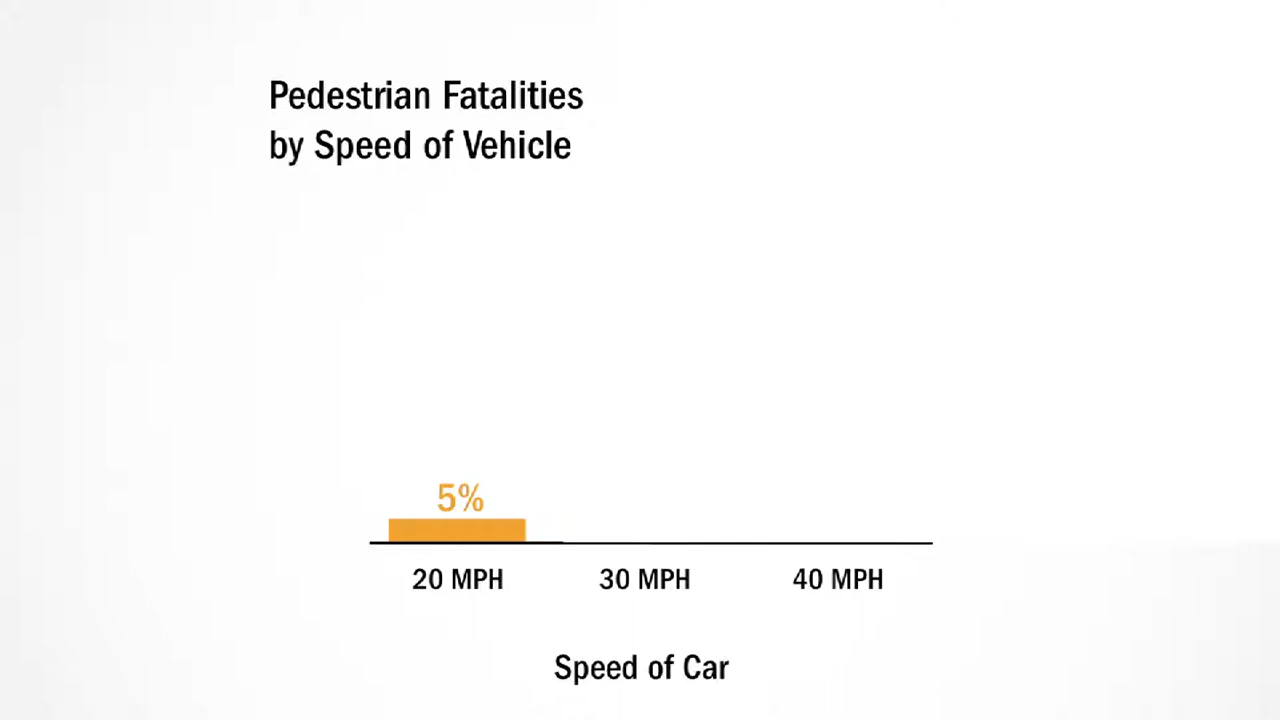 Pedestrian Fatalities
by Speed of Vehicle
5%
20 MPH 30 MPH 40 MPH
Speed of Car